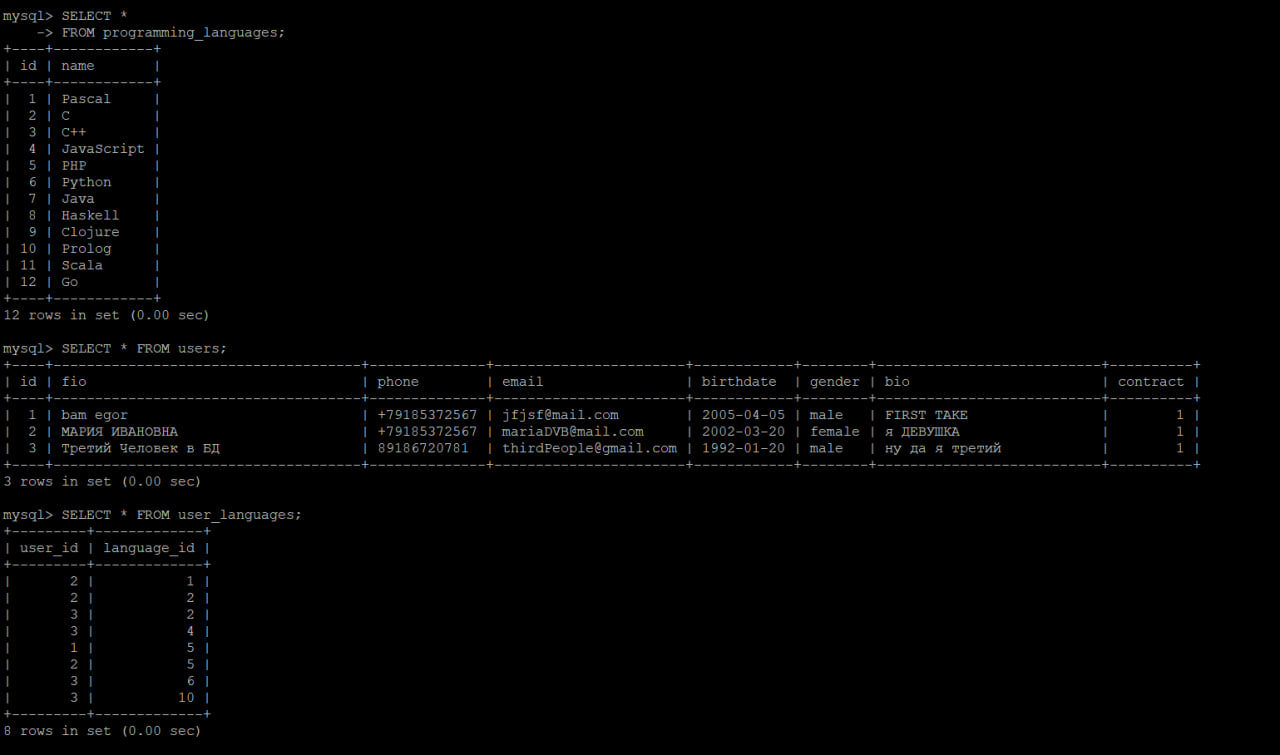 mysql> SELECT *
    -> FROM programming_languages;
+----+------------+
| id | name       |
+----+------------+
|  1 | Pascal     |
|  2 | C          |
|  3 | C++        |
|  4 | JavaScript |
|  5 | PHP        |
|  6 | Python     |
|  7 | Java       |
|  8 | Haskell    |
|  9 | Clojure    |
| 10 | Prolog     |
| 11 | Scala      |
| 12 | Go         |
+----+------------+
12 rows in set (0.00 sec)

mysql> SELECT * FROM users;
+----+-------------------------------------+--------------+-----------------------+------------+--------+---------------------------+----------+
| id | fio                                 | phone        | email                 | birthdate  | gender | bio                       | contract |
+----+-------------------------------------+--------------+-----------------------+------------+--------+---------------------------+----------+
|  1 | bam egor                            | +79185372567 | jfjsf@mail.com        | 2005-04-05 | male   | FIRST TAKE                |        1 |
|  2 | МАРИЯ ИВАНОВНА                      | +79185372567 | mariaDVB@mail.com     | 2002-03-20 | female | я ДЕВУШКА                 |        1 |
|  3 | Третий Человек в БД                 | 89186720781  | thirdPeople@gmail.com | 1992-01-20 | male   | ну да я третий            |        1 |
+----+-------------------------------------+--------------+-----------------------+------------+--------+---------------------------+----------+
3 rows in set (0.00 sec)

mysql> SELECT * FROM user_languages;
+---------+-------------+
| user_id | language_id |
+---------+-------------+
|       2 |           1 |
|       2 |           2 |
|       3 |           2 |
|       3 |           4 |
|       1 |           5 |
|       2 |           5 |
|       3 |           6 |
|       3 |          10 |
+---------+-------------+
8 rows in set (0.00 sec)